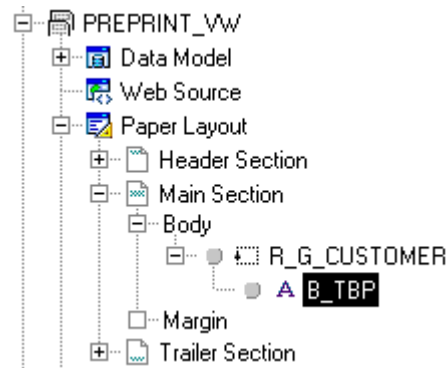 PREPRINT_VW
Data Model
Web Source
Paper Layout
Header Section
Main Section
Body
R_G_CUSTOMER
A B_TBP
Margin
Trailer Section